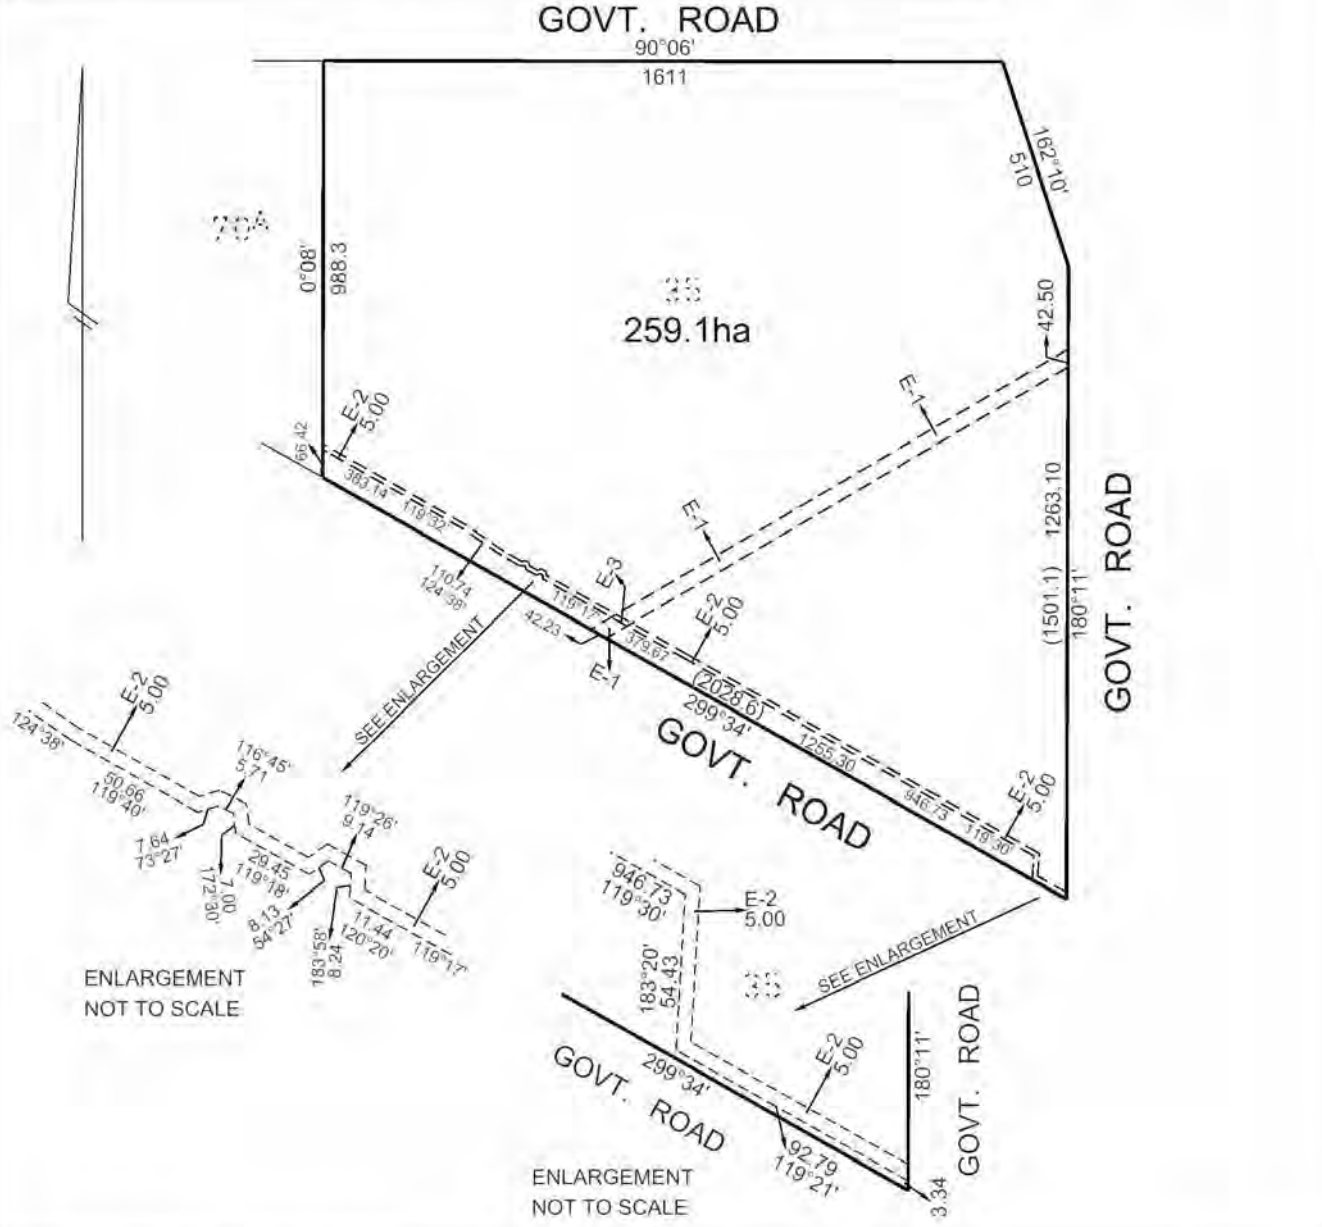 GOVT. ROAD
90°06'
1611
162°10'
510
70A
0°08'
988.3
35
259.1ha
42.50
E-1
E-2
5.00
66.42
383.14
119°32'
E-1
(1501.1) 1263.10
180°11'
GOVT. ROAD
110.74
124°38'
119°17'
E-3
E-2
5.00
42.23
379.67
E-1
SEE ENLARGEMENT
(2028.6)
299°34'
GOVT. ROAD
1255.30
946.73
119°30'
E-2
5.00
E-2
5.00
124°38'
50.66
119°40'
116°45'
5.71
7.64
73°27'
7.00
172°30'
29.45
119°18'
119°26'
9.14
8.13
54°27'
183°58'
8.24
11.44
120°20'
E-2
5.00
119°17'
ENLARGEMENT
NOT TO SCALE
946.73
119°30'
E-2
5.00
183°20'
54.43
SEE ENLARGEMENT
299°34'
GOVT. ROAD
E-2
5.00
180°11'
GOVT. ROAD
92.79
119°21'
3.34
ENLARGEMENT
NOT TO SCALE